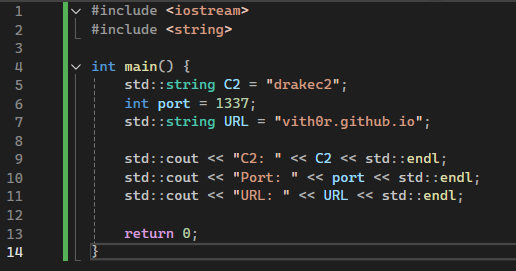 1 #include <iostream>
2 #include <string>
3
4 int main() {
5 std::string C2 = "drakec2";
6 int port = 1337;
7 std::string URL = "vith0r.github.io";
8
9 std::cout << "C2: " << C2 << std::endl;
10 std::cout << "Port: " << port << std::endl;
11 std::cout << "URL: " << URL << std::endl;
12
13 return 0;
14 }